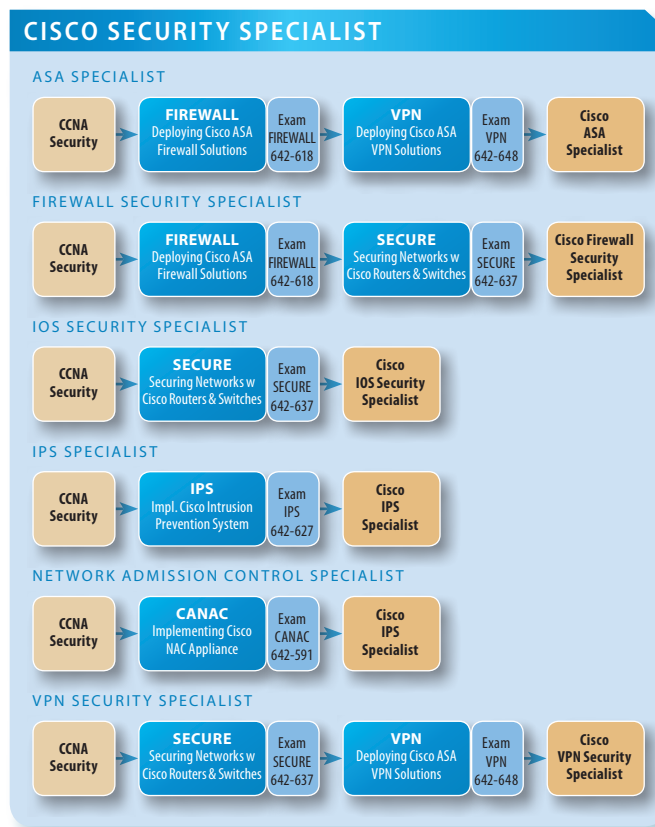 CISCO SECURITY SPECIALIST
ASA SPECIALIST
CCNA
Security
FIREWALL
Deploying Cisco ASA
Firewall Solutions
Exam
FIREWALL
642-618
VPN
Deploying Cisco ASA
VPN Solutions
Exam
VPN
642-648
Cisco
ASA
Specialist
FIREWALL SECURITY SPECIALIST
CCNA
Security
FIREWALL
Deploying Cisco ASA
Firewall Solutions
Exam
FIREWALL
642-618
SECURE
Securing Networks w
Cisco Routers & Switches
Exam
SECURE
642-637
Cisco Firewall
Security
Specialist
IOS SECURITY SPECIALIST
CCNA
Security
SECURE
Securing Networks w
Cisco Routers & Switches
Exam
SECURE
642-637
Cisco
IOS Security
Specialist
IPS SPECIALIST
CCNA
Security
IPS
Impl. Cisco Intrusion
Prevention System
Exam
IPS
642-627
Cisco
IPS
Specialist
NETWORK ADMISSION CONTROL SPECIALIST
CCNA
Security
CANAC
Implementing Cisco
NAC Appliance
Exam
CANAC
642-591
Cisco
IPS
Specialist
VPN SECURITY SPECIALIST
CCNA
Security
SECURE
Securing Networks w
Cisco Routers & Switches
Exam
SECURE
642-637
VPN
Deploying Cisco ASA
VPN Solutions
Exam
VPN
642-648
Cisco
VPN Security
Specialist